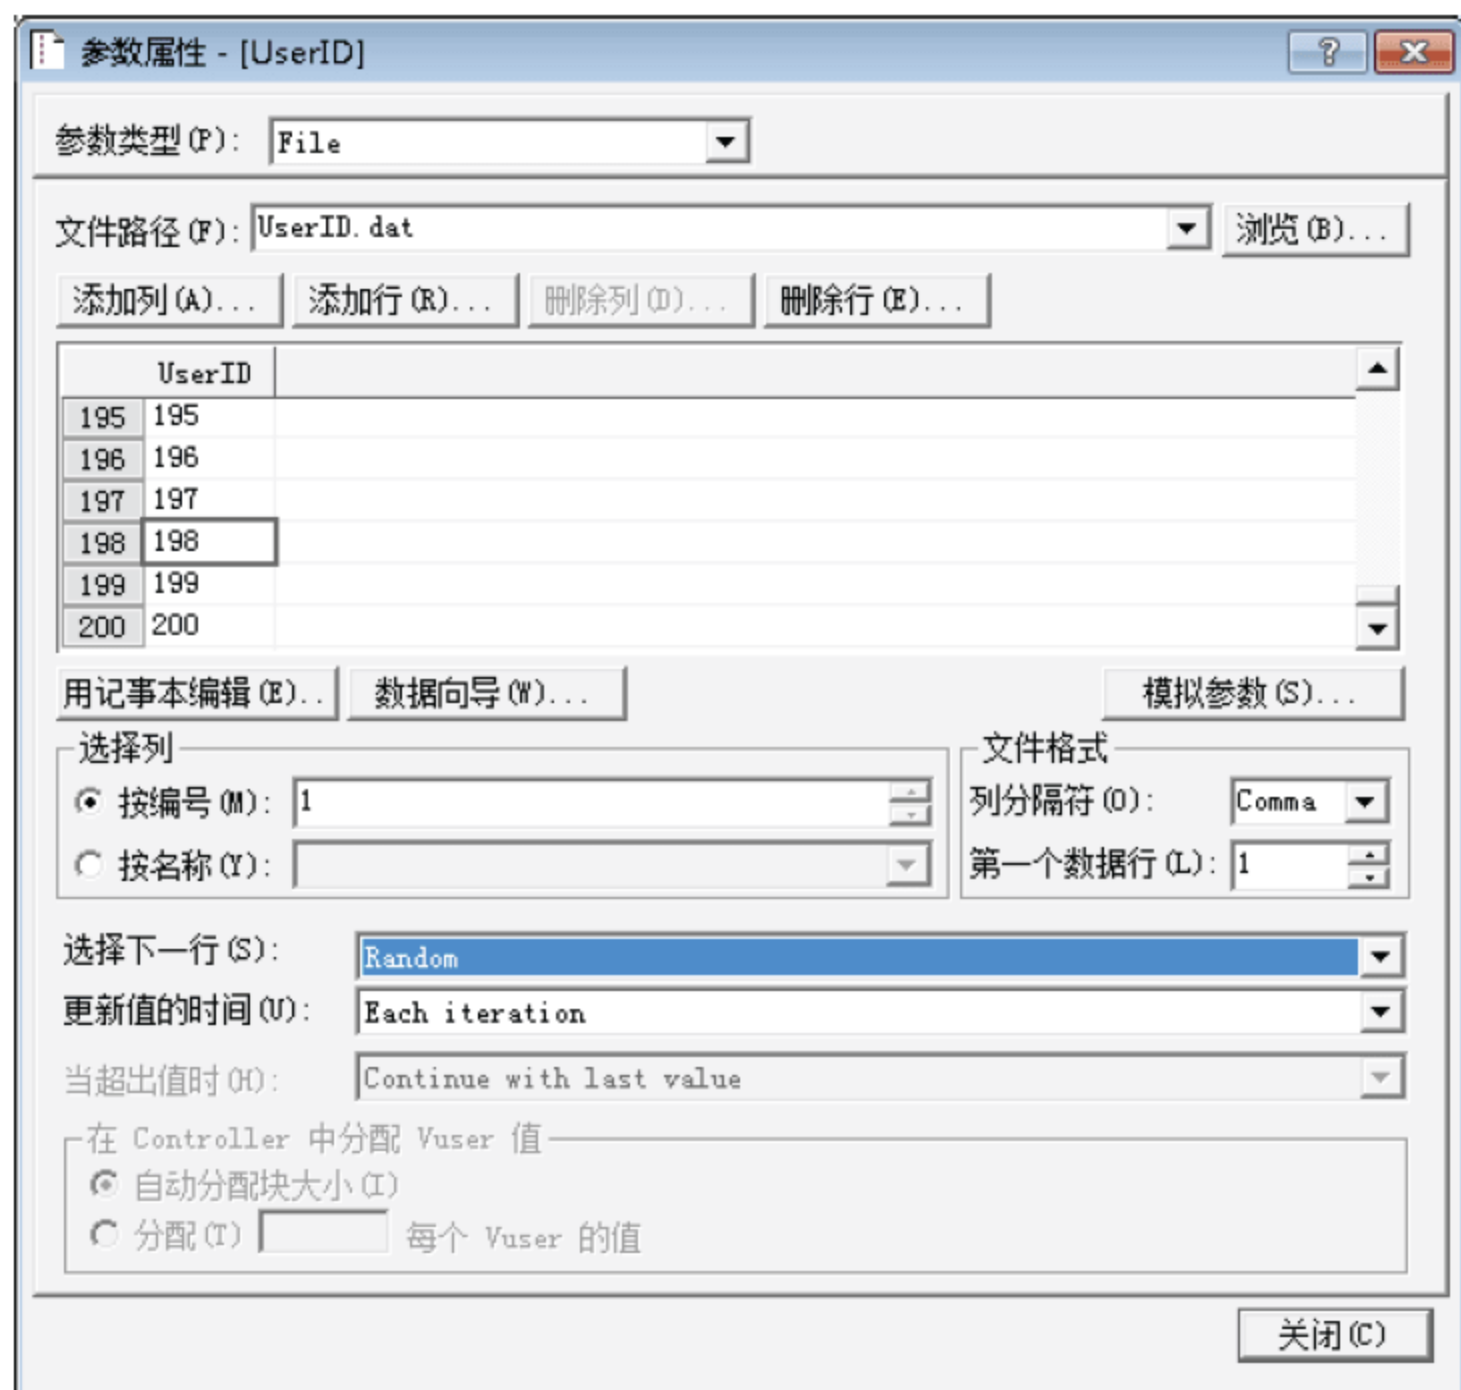 参数属性 - [UserID]
参数类型(P): File
文件路径(F): UserID.dat 浏览(B)...
添加列(A)... 添加行(R)... 删除列(D)... 删除行(E)...
UserID
195 195
196 196
197 197
198 198
199 199
200 200
用记事本编辑(E).. 数据向导(W)... 模拟参数(S)...
选择列 文件格式
按编号(M): 1 列分隔符(O): Comma
按名称(Y): 第一个数据行(L): 1
选择下一行(S): Random
更新值的时间(U): Each iteration
当超出值时(H): Continue with last value
在 Controller 中分配 Vuser 值
自动分配块大小(I)
分配(T) 每个 Vuser 的值
关闭(C)